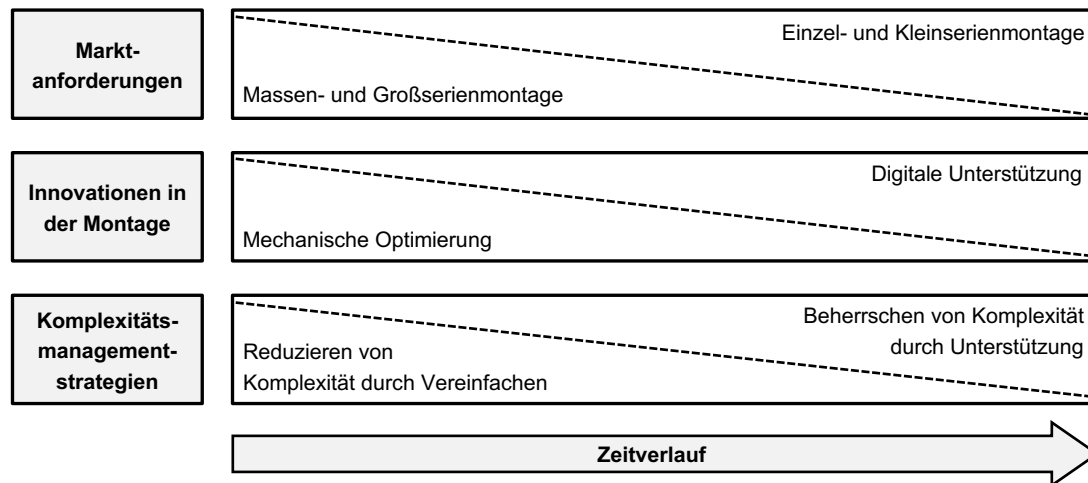 Markt-
anforderungen
Einzel- und Kleinserienmontage
Massen- und Großserienmontage
Innovationen in
der Montage
Digitale Unterstützung
Mechanische Optimierung
Komplexitäts-
management-
strategien
Beherrschen von Komplexität
durch Unterstützung
Reduzieren von
Komplexität durch Vereinfachen
Zeitverlauf